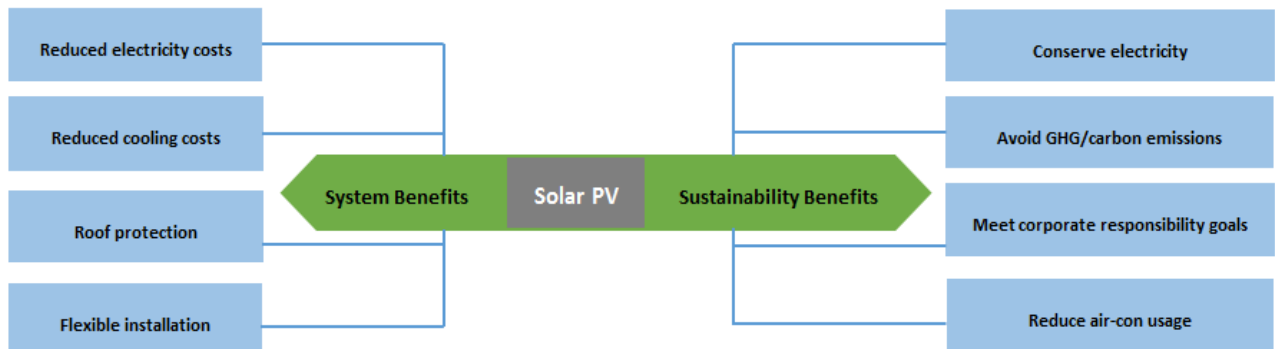 Reduced electricity costs
Reduced cooling costs
Roof protection
Flexible installation
System Benefits
Solar PV
Sustainability Benefits
Conserve electricity
Avoid GHG/carbon emissions
Meet corporate responsibility goals
Reduce air-con usage